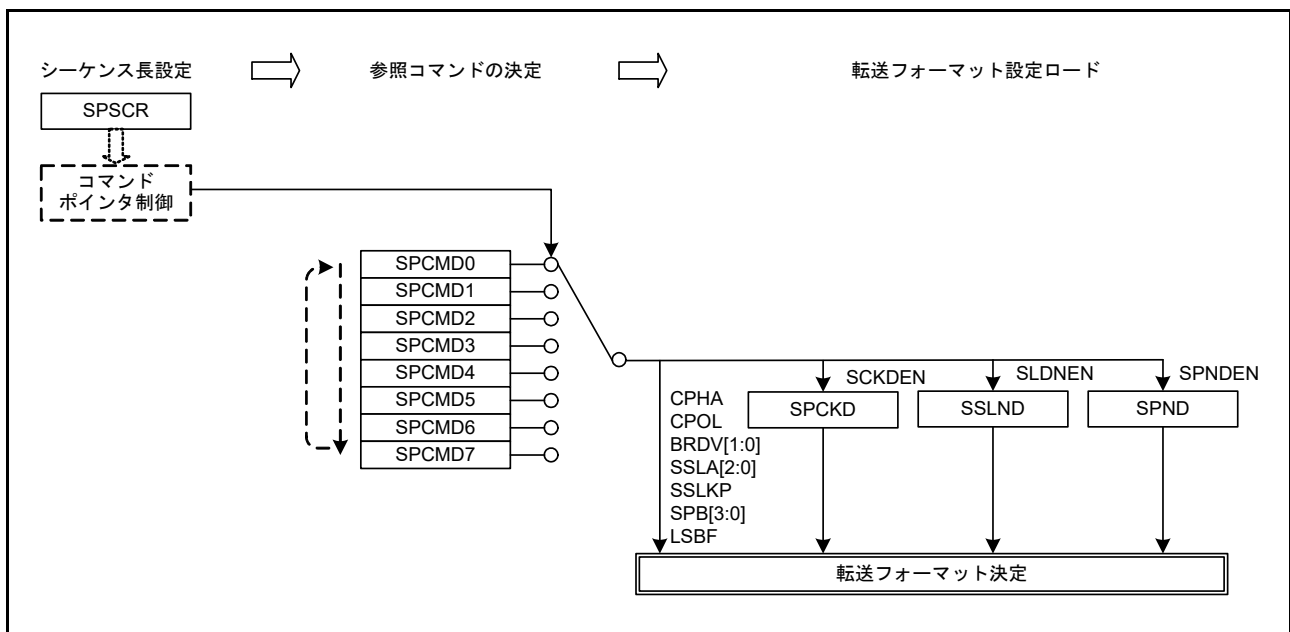 シーケンス長設定
参照コマンドの決定
転送フォーマット設定ロード
SPSCR
コマンド
ポインタ制御
SPCMD0
SPCMD1
SPCMD2
SPCMD3
SPCMD4
SPCMD5
SPCMD6
SPCMD7
CPHA
CPOL
BRDV[1:0]
SSLA[2:0]
SSLKP
SPB[3:0]
LSBF
SCKDEN
SPCKD
SLDNEN
SSLND
SPNDEN
SPND
転送フォーマット決定